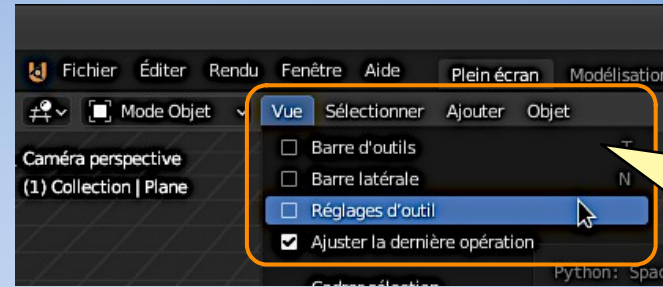 Fichier Éditer Rendu Fenêtre Aide Plein écran Modélisation
Mode Objet Vue Sélectionner Ajouter Objet
Caméra perspective
(1) Collection | Plane
Barre d'outils T
Barre latérale N
Réglages d'outil
Ajuster la dernière opération
Python: